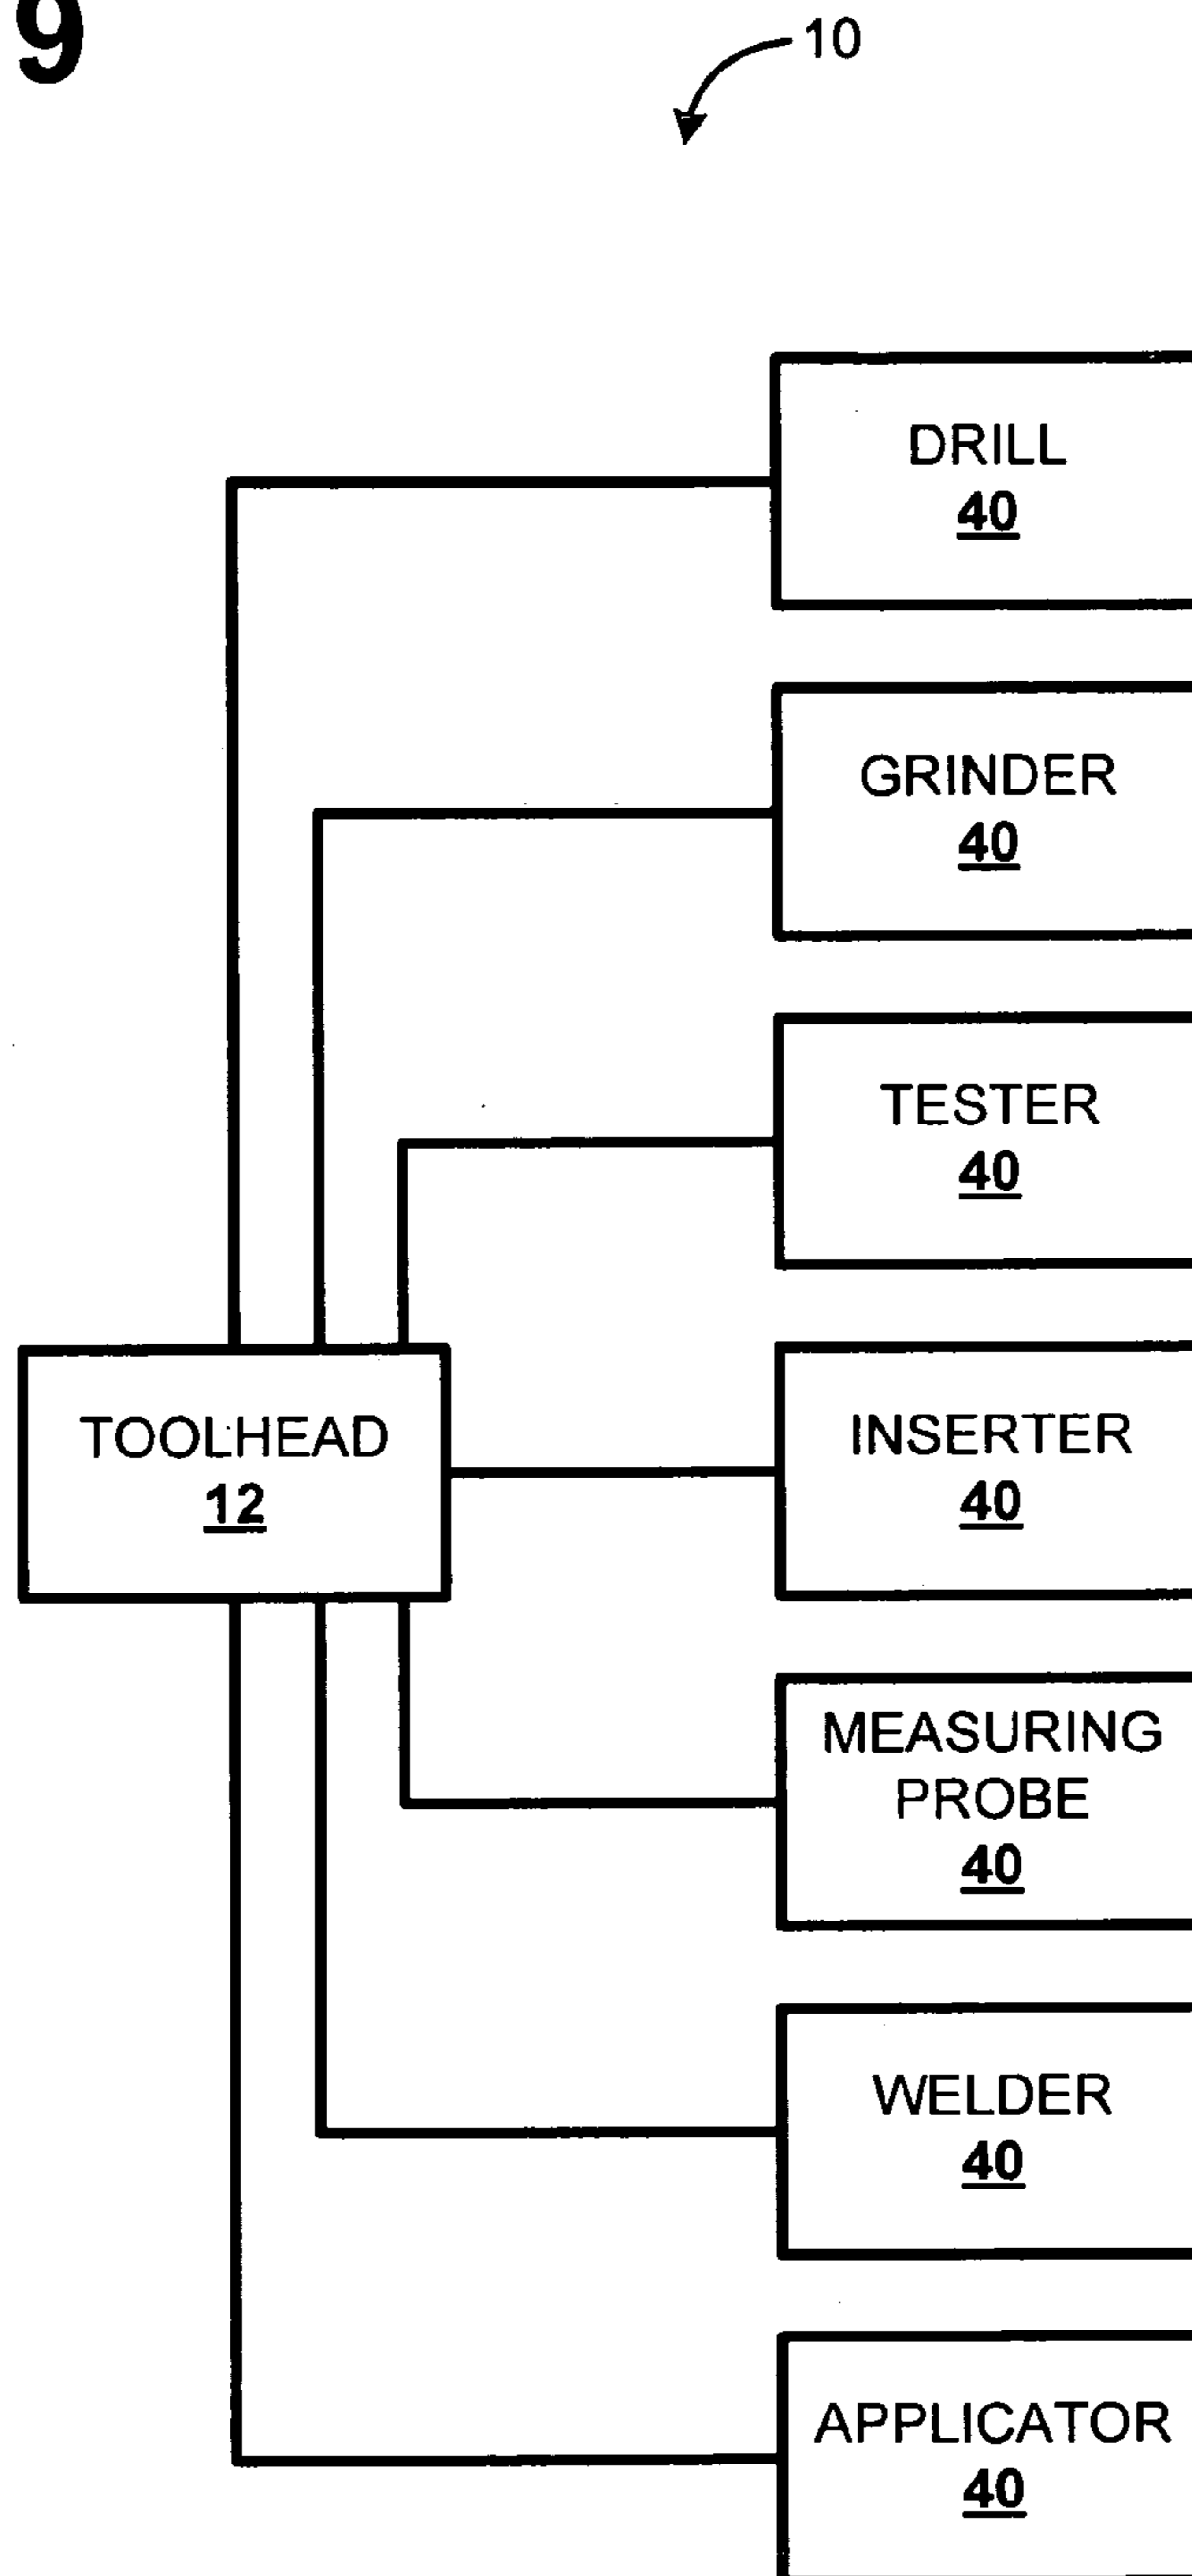 9
10
DRILL
40
GRINDER
40
TESTER
40
TOOLHEAD
12
INSERTER
40
MEASURING
PROBE
40
WELDER
40
APPLICATOR
40